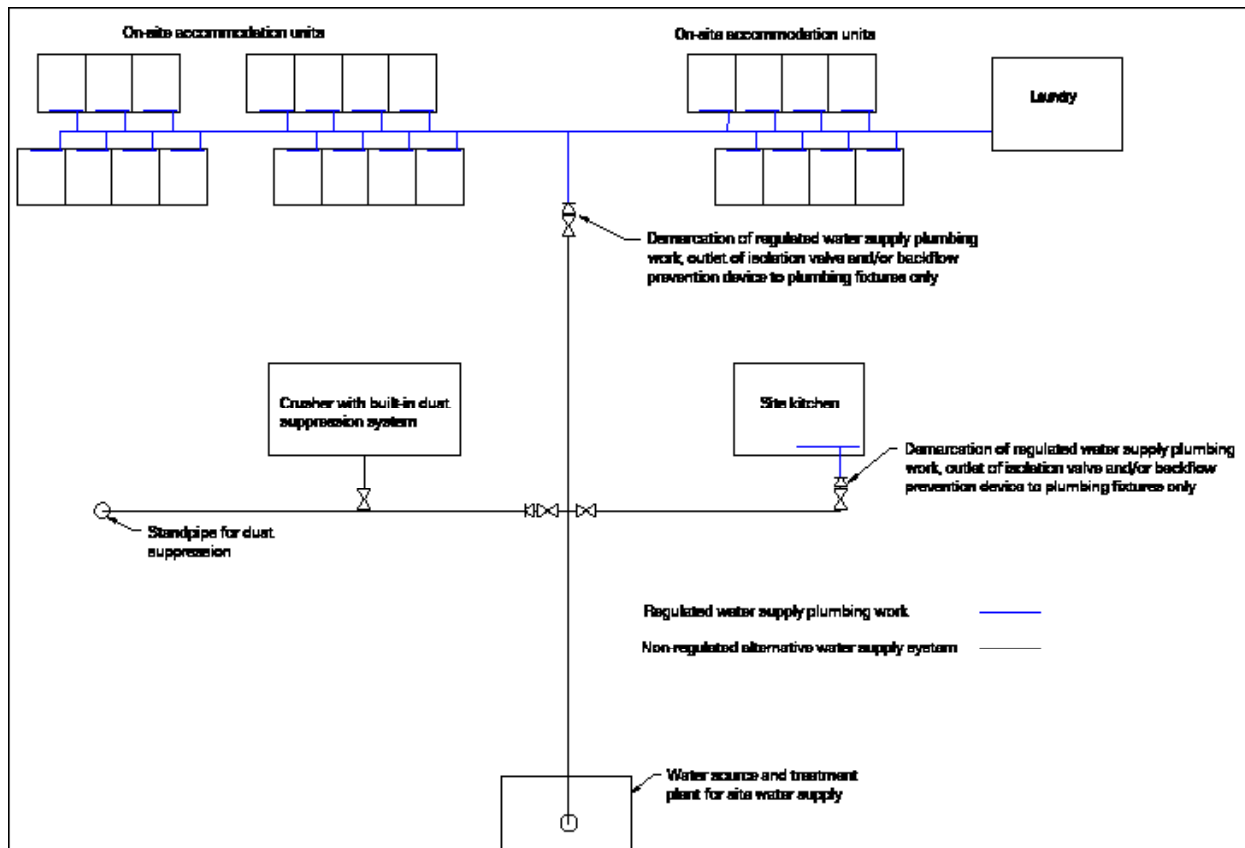 On-site accommodation units
On-site accommodation units
Laundry
Demarcation of regulated water supply plumbing
work, outlet of isolation valve and/or backflow
prevention device to plumbing fixtures only
Crusher with built-in dust
suppression system
Site kitchen
Demarcation of regulated water supply plumbing
work, outlet of isolation valve and/or backflow
prevention device to plumbing fixtures only
Standpipe for dust
suppression
Regulated water supply plumbing work
Non-regulated alternative water supply system
Water source and treatment
plant for site water supply